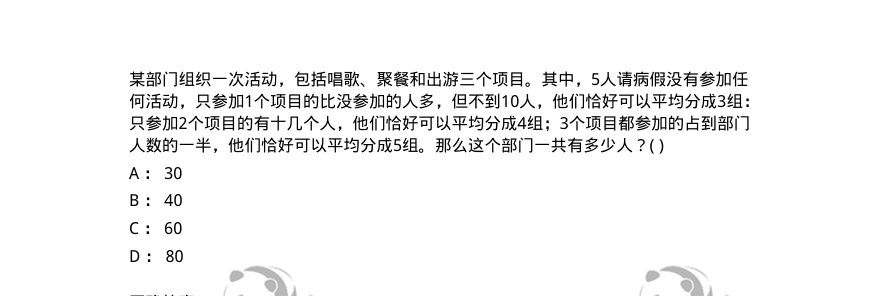 某部门组织一次活动，包括唱歌、聚餐和出游三个项目。其中，5人请病假没有参加任
何活动，只参加1个项目的比没参加的人多，但不到10人，他们恰好可以平均分成3组：
只参加2个项目的有十几个人，他们恰好可以平均分成4组；3个项目都参加的占到部门
人数的一半，他们恰好可以平均分成5组。那么这个部门一共有多少人？( )
A： 30
B： 40
C： 60
D： 80